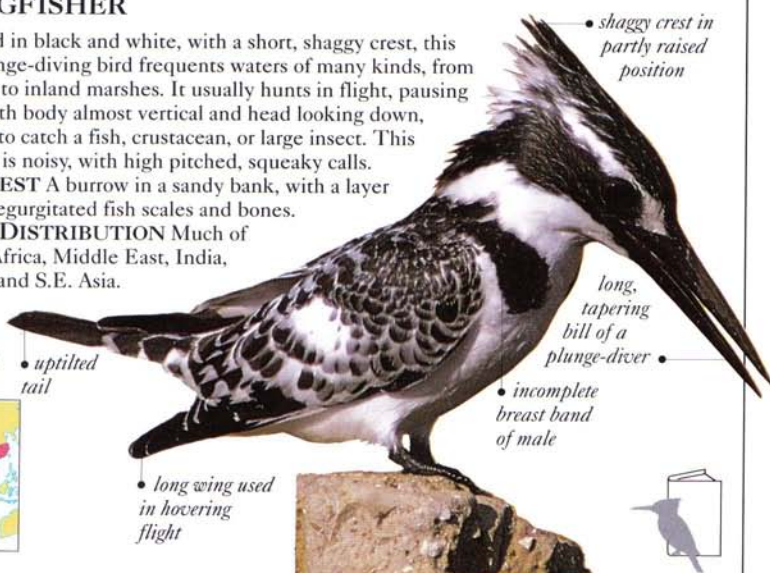 GFISHER
d in black and white, with a short, shaggy crest, this
nge-diving bird frequents waters of many kinds, from
to inland marshes. It usually hunts in flight, pausing
th body almost vertical and head looking down,
to catch a fish, crustacean, or large insect. This
is noisy, with high pitched, squeaky calls.
EST A burrow in a sandy bank, with a layer
egurgitated fish scales and bones.
DISTRIBUTION Much of
Africa, Middle East, India,
and S.E. Asia.
shaggy crest in
partly raised
position
long,
tapering
bill of a
plunge-diver
uptilted
tail
incomplete
breast band
of male
long wing used
in hovering
flight